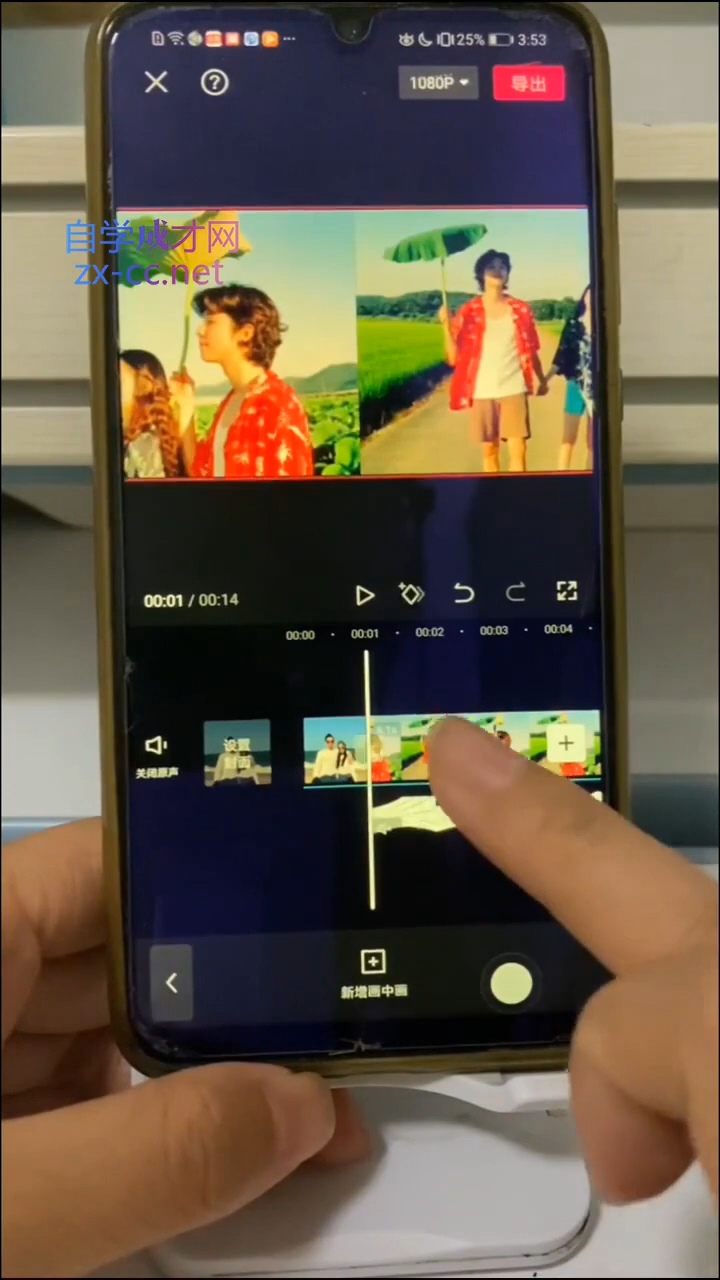 25% 3:53
1080P 导出
自学成才网
zx-cc.net
00:01 / 00:14
00:00 00:01 00:02 00:03 00:04
设置
封面
关闭原声
新增画中画